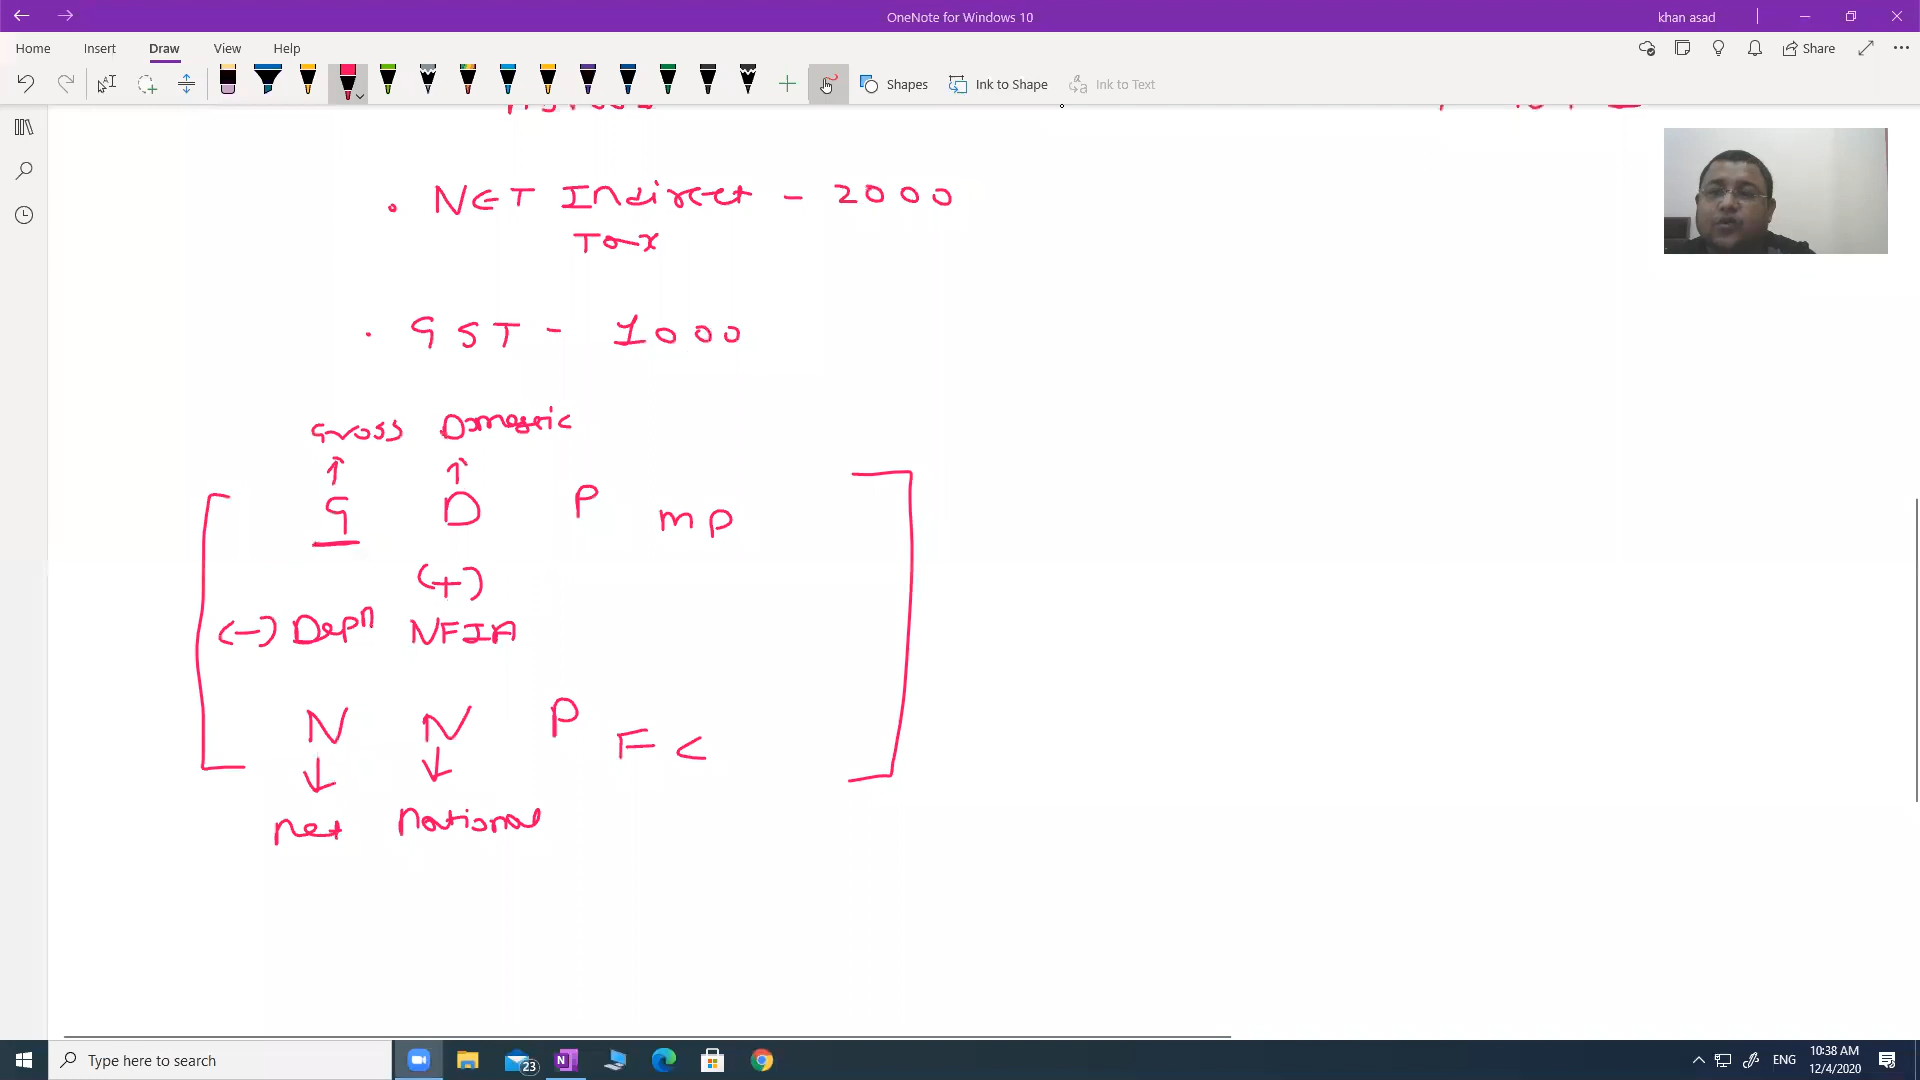 OneNote for Windows 10
khan asad
Home Insert Draw View Help
Share
Shapes Ink to Shape Ink to Text
. NET Indirect - 2000
Tax
. GST - 1000
Gross Domestic
G D P mp
(+)
(-) Depn NFIA
N N P FC
net national
Type here to search
23
ENG
10:38 AM
12/4/2020